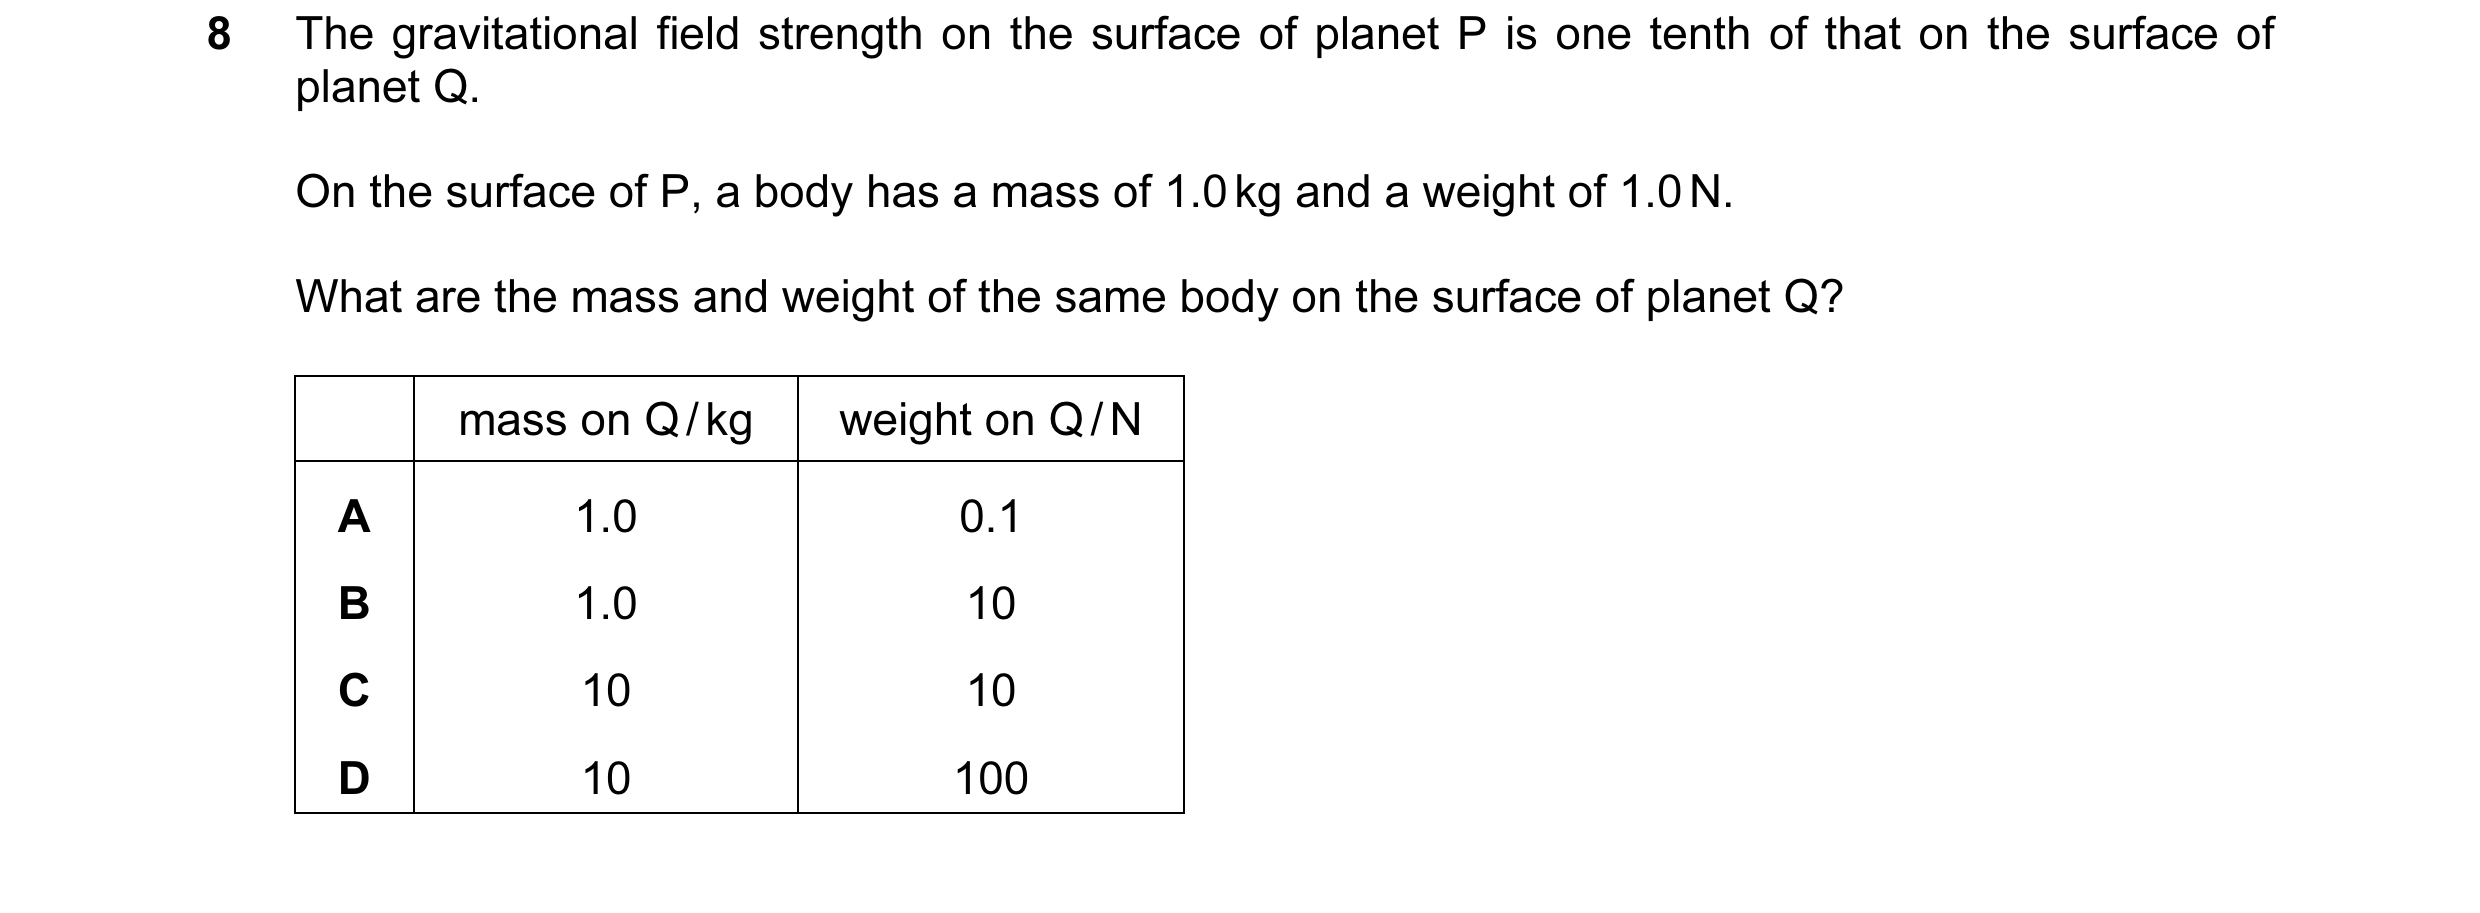 8 The gravitational field strength on the surface of planet P is one tenth of that on the surface of
planet Q.
On the surface of P, a body has a mass of 1.0 kg and a weight of 1.0 N.
What are the mass and weight of the same body on the surface of planet Q?
mass on Q / kg weight on Q / N
A 1.0 0.1
B 1.0 10
C 10 10
D 10 100